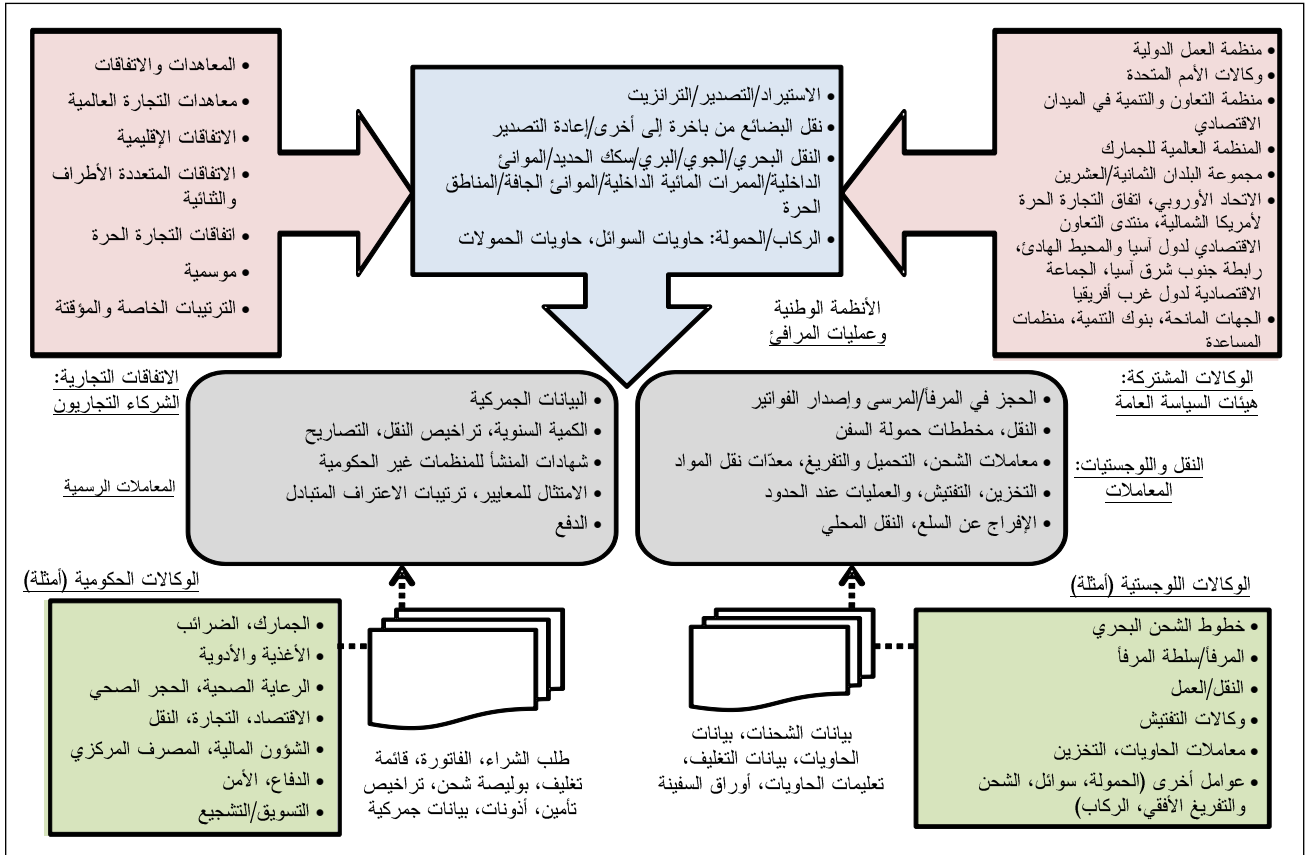 • منظمة العمل الدولية
• وكالات الأمم المتحدة
• منظمة التعاون والتنمية في الميدان
الاقتصادي
• المنظمة العالمية للجمارك
• مجموعة البلدان الثمانية/العشرين
• الاتحاد الأوروبي، اتفاق التجارة الحرة
لأمريكا الشمالية، منتدى التعاون
الاقتصادي لدول آسيا والمحيط الهادئ،
رابطة جنوب شرق آسيا، الجماعة
الاقتصادية لدول غرب أفريقيا
• الجهات المانحة، بنوك التنمية، منظمات
المساعدة
الوكالات المشتركة:
هيئات السياسة العامة
• الاستيراد/التصدير/الترانزيت
• نقل البضائع من باخرة إلى أخرى/إعادة التصدير
• النقل البحري/الجوي/البري/سكك الحديد/الموانئ
الداخلية/الممرات المائية الداخلية/الموانئ الجافة/المناطق
الحرة
• الركاب/الحمولة: حاويات السوائل، حاويات الحمولات
الأنظمة الوطنية
وعمليات المرافئ
• المعاهدات والاتفاقات
• معاهدات التجارة العالمية
• الاتفاقات الإقليمية
• الاتفاقات المتعددة الأطراف
والثنائية
• اتفاقات التجارة الحرة
• موسمية
• الترتيبات الخاصة والمؤقتة
الاتفاقات التجارية:
الشركاء التجاريون
• الحجز في المرفأ/المرسى وإصدار الفواتير
• النقل، مخططات حمولة السفن
• معاملات الشحن، التحميل والتفريغ، معدّات نقل المواد
• التخزين، التفتيش، والعمليات عند الحدود
• الإفراج عن السلع، النقل المحلي
النقل واللوجستيات:
المعاملات
• البيانات الجمركية
• الكمية السنوية، تراخيص النقل، التصاريح
• شهادات المنشأ للمنظمات غير الحكومية
• الامتثال للمعايير، ترتيبات الاعتراف المتبادل
• الدفع
المعاملات الرسمية
الوكالات اللوجستية (أمثلة)
• خطوط الشحن البحري
• المرفأ/سلطة المرفأ
• النقل/العمل
• وكالات التفتيش
• معاملات الحاويات، التخزين
• عوامل أخرى (الحمولة، سوائل، الشحن
والتفريغ الأفقي، الركاب)
بيانات الشحنات، بيانات
الحاويات، بيانات التغليف،
تعليمات الحاويات، أوراق السفينة
طلب الشراء، الفاتورة، قائمة
تغليف، بوليصة شحن، تراخيص
تأمين، أذونات، بيانات جمركية
الوكالات الحكومية (أمثلة)
• الجمارك، الضرائب
• الأغذية والأدوية
• الرعاية الصحية، الحجر الصحي
• الاقتصاد، التجارة، النقل
• الشؤون المالية، المصرف المركزي
• الدفاع، الأمن
• التسويق/التشجيع